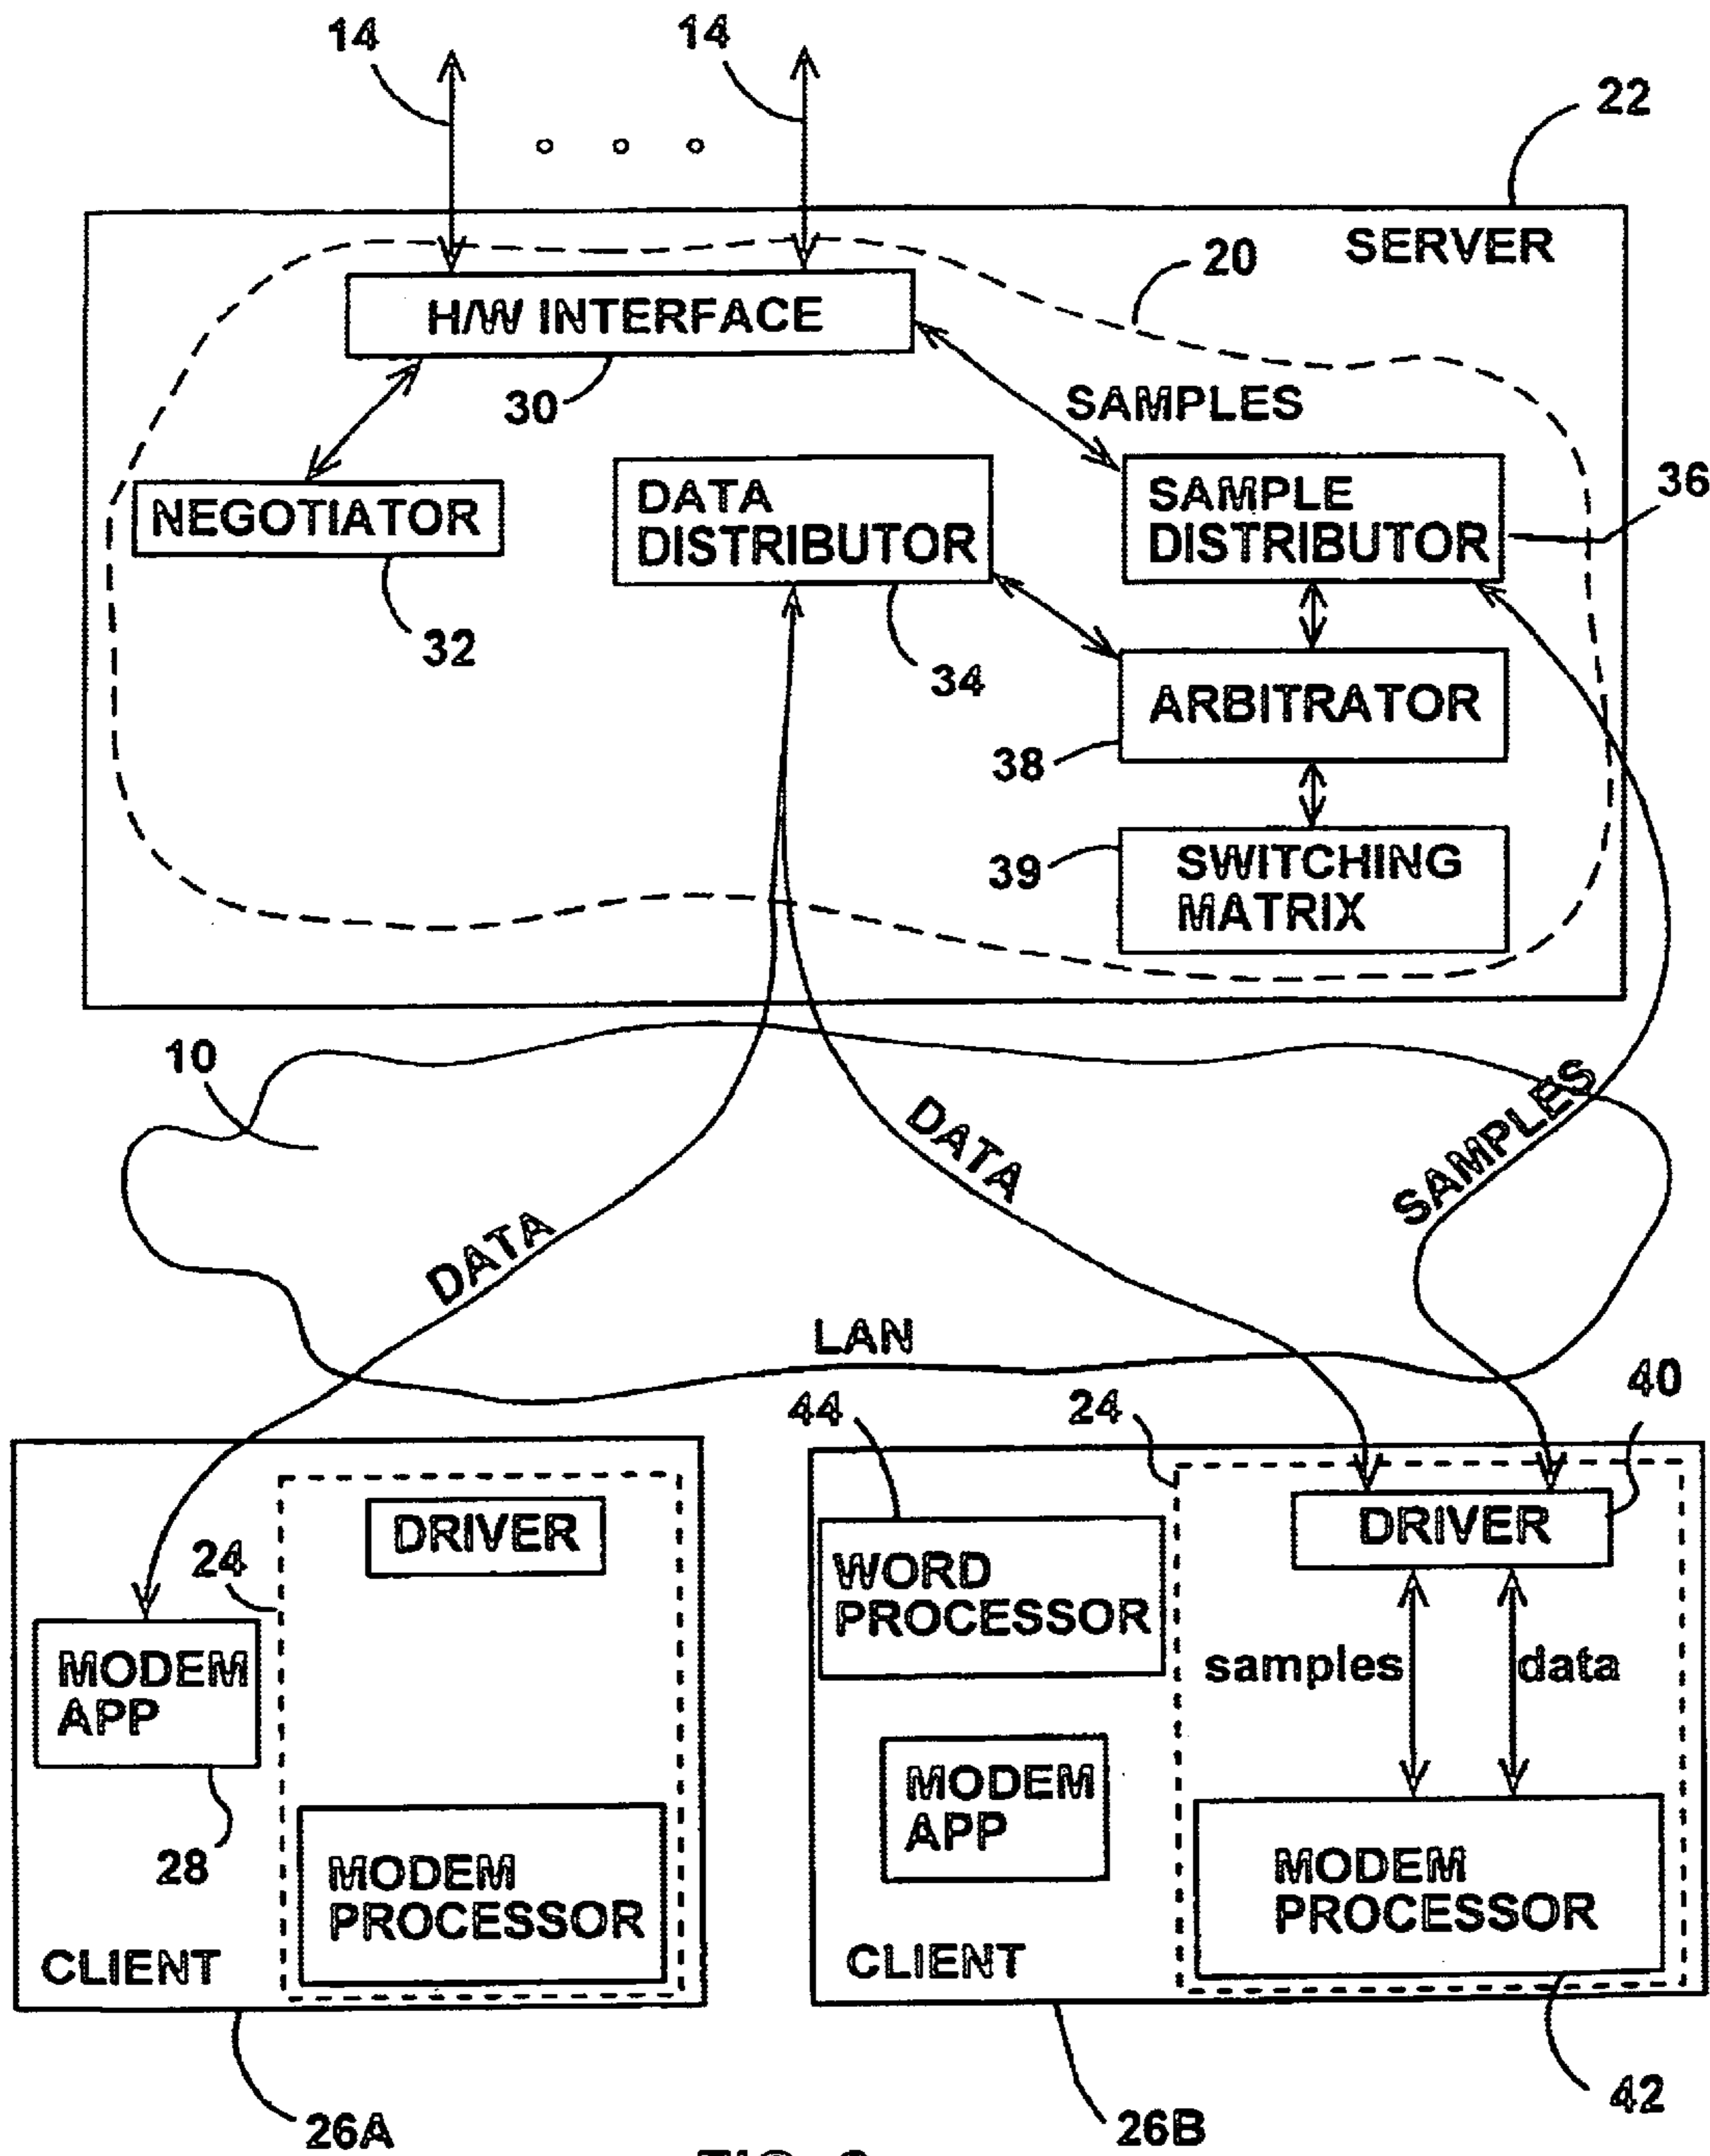 14
14
22
SERVER
20
H/W INTERFACE
30
SAMPLES
NEGOTIATOR
32
DATA
DISTRIBUTOR
34
SAMPLE
DISTRIBUTOR
36
ARBITRATOR
38
SWITCHING
MATRIX
39
10
DATA
DATA
SAMPLES
LAN
24
DRIVER
MODEM
APP
28
MODEM
PROCESSOR
CLIENT
26A
44
24
40
DRIVER
WORD
PROCESSOR
samples
data
MODEM
APP
MODEM
PROCESSOR
CLIENT
42
26B